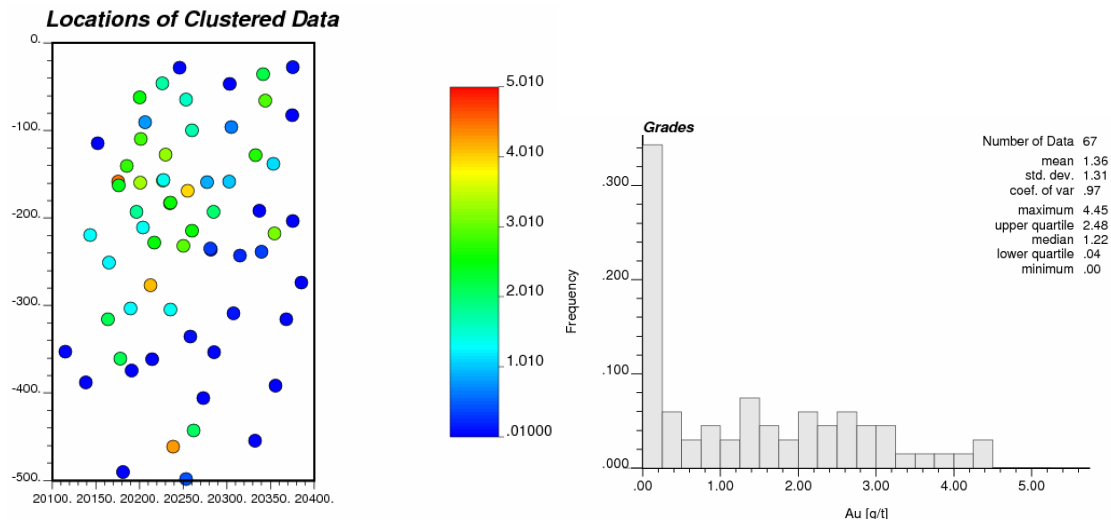 Locations of Clustered Data
0.
-100.
-200.
-300.
-400.
-500.
20100. 20150. 20200. 20250. 20300. 20350. 20400.
5.010
4.010
3.010
2.010
1.010
.01000
Grades
Number of Data 67
mean 1.36
std. dev. 1.31
coef. of var .97
maximum 4.45
upper quartile 2.48
median 1.22
lower quartile .04
minimum .00
Frequency
.300
.200
.100
.000
.00 1.00 2.00 3.00 4.00 5.00
Au [g/t]